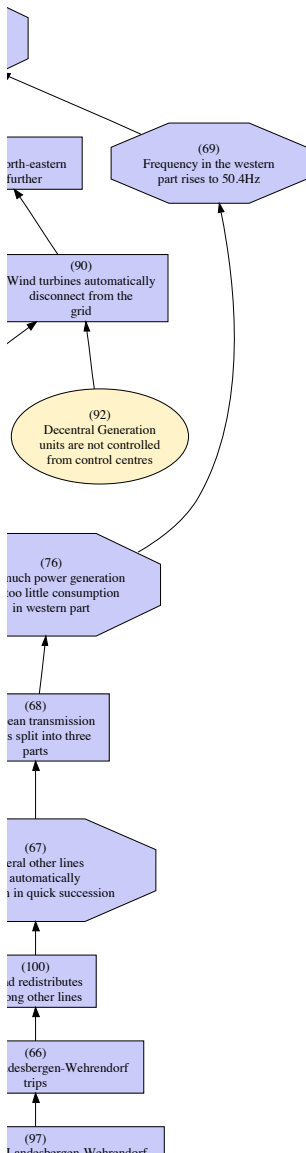 (69)
Frequency in the western
part rises to 50.4Hz
orth-eastern
further
(90)
Wind turbines automatically
disconnect from the
grid
(92)
Decentral Generation
units are not controlled
from control centres
(76)
much power generation
too little consumption
in western part
(68)
ean transmission
s split into three
parts
(67)
eral other lines
automatically
n in quick succession
(100)
d redistributes
ong other lines
(66)
desbergen-Wehrendorf
trips
(97)
Landesbergen-Wehrendorf